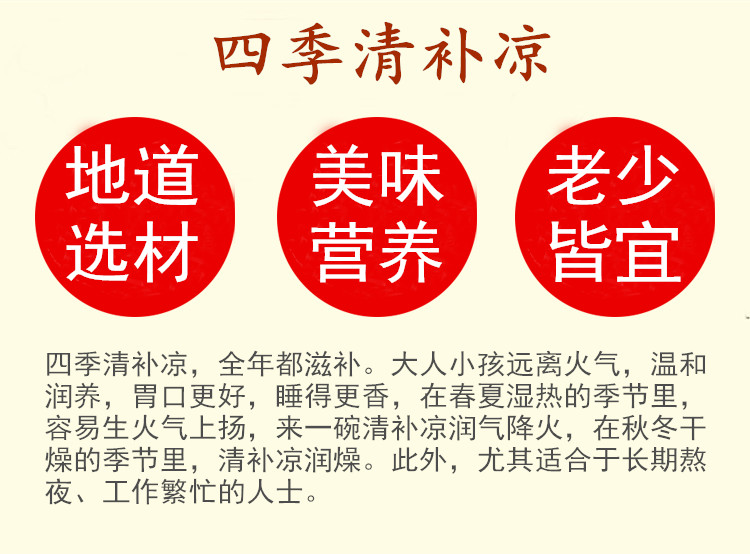 四季清补凉
地道
选材
美味
营养
老少
皆宜
四季清补凉，全年都滋补。大人小孩远离火气，温和
润养，胃口更好，睡得更香，在春夏湿热的季节里，
容易生火气上扬，来一碗清补凉润气降火，在秋冬干
燥的季节里，清补凉润燥。此外，尤其适合于长期熬
夜、工作繁忙的人士。